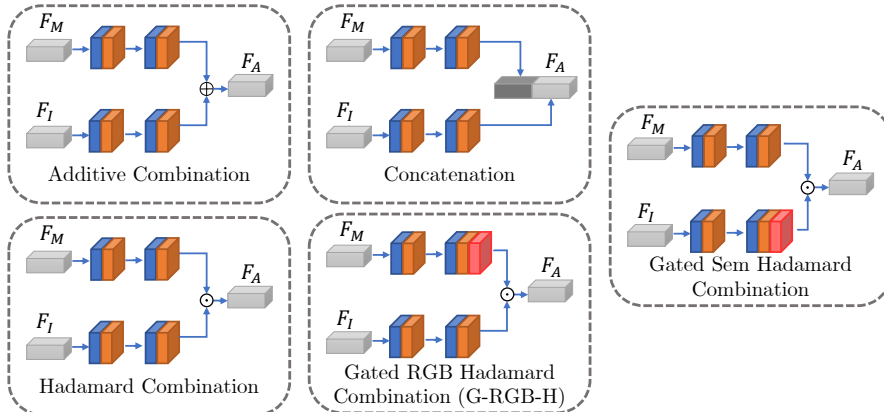 F_M
F_A
F_I
Additive Combination
F_M
F_A
F_I
Concatenation
F_M
F_A
F_I
Hadamard Combination
F_M
F_A
F_I
Gated RGB Hadamard
Combination (G-RGB-H)
F_M
F_A
F_I
Gated Sem Hadamard
Combination